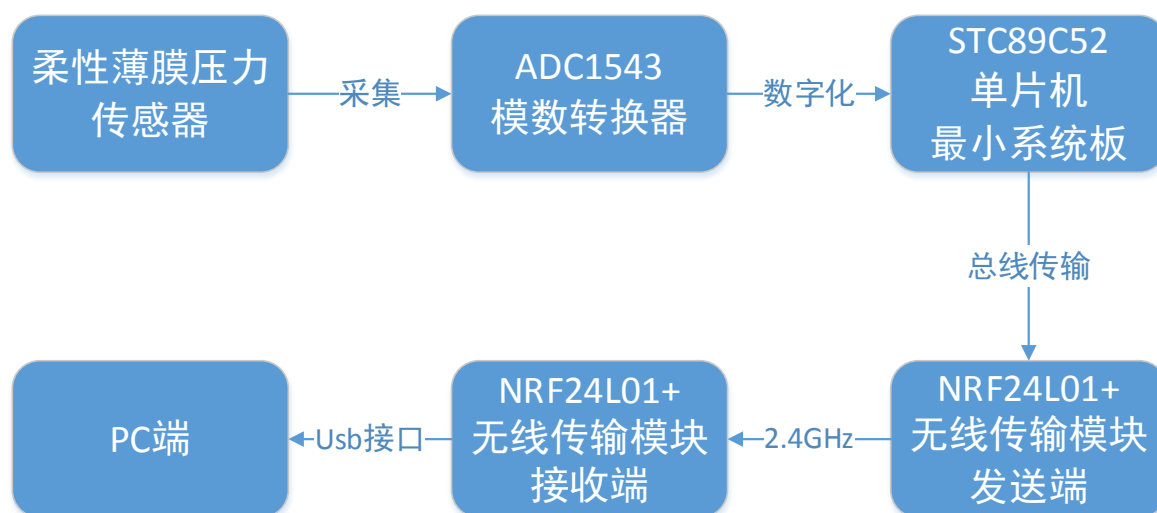 柔性薄膜压力
传感器
采集
ADC1543
模数转换器
数字化
STC89C52
单片机
最小系统板
总线传输
NRF24L01+
无线传输模块
发送端
2.4GHz
NRF24L01+
无线传输模块
接收端
Usb接口
PC端